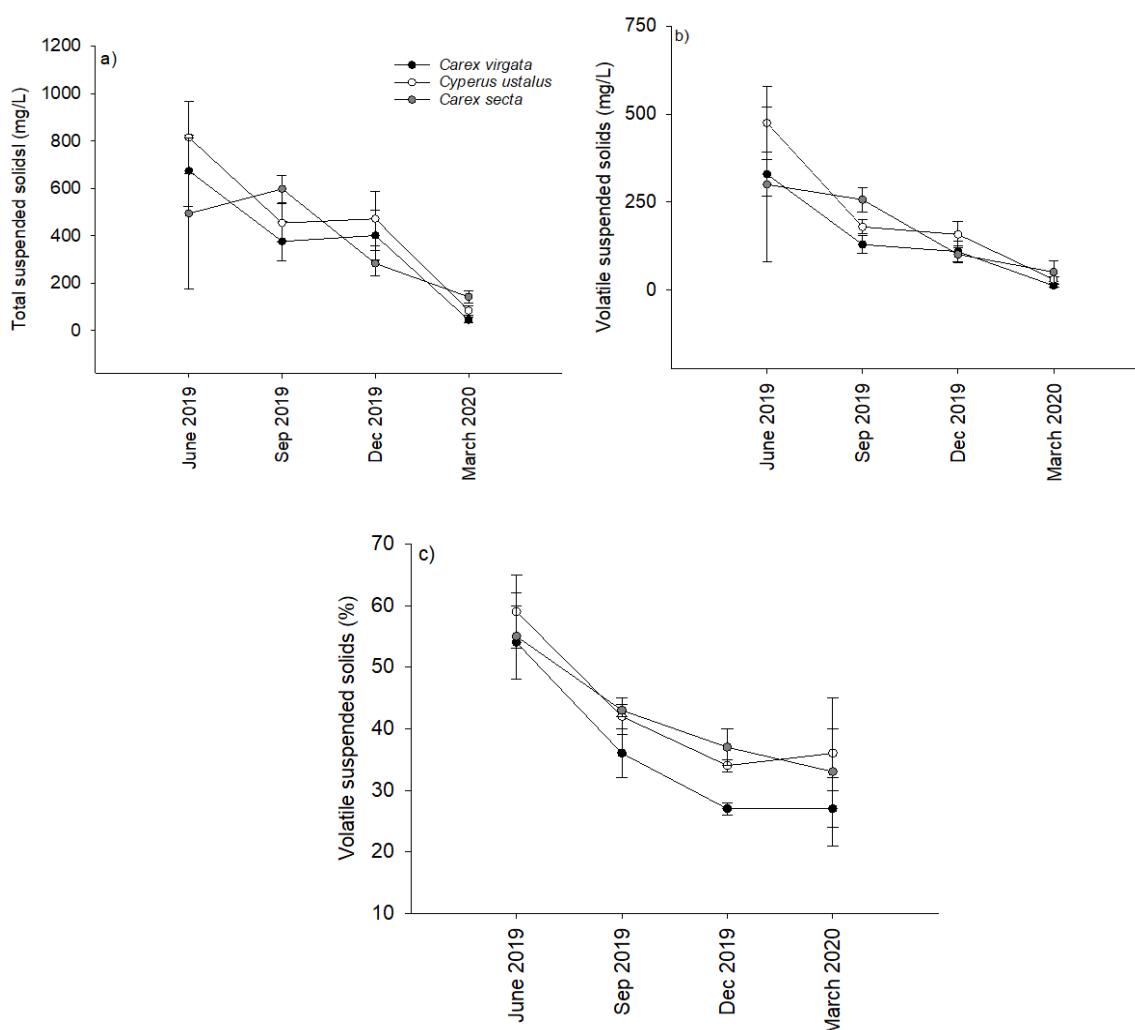 a)
Total suspended solidsl (mg/L)
1200
1000
800
600
400
200
0
Carex virgata
Cyperus ustalus
Carex secta
June 2019
Sep 2019
Dec 2019
March 2020
b)
Volatile suspended solids (mg/L)
750
500
250
0
June 2019
Sep 2019
Dec 2019
March 2020
c)
Volatile suspended solids (%)
70
60
50
40
30
20
10
June 2019
Sep 2019
Dec 2019
March 2020